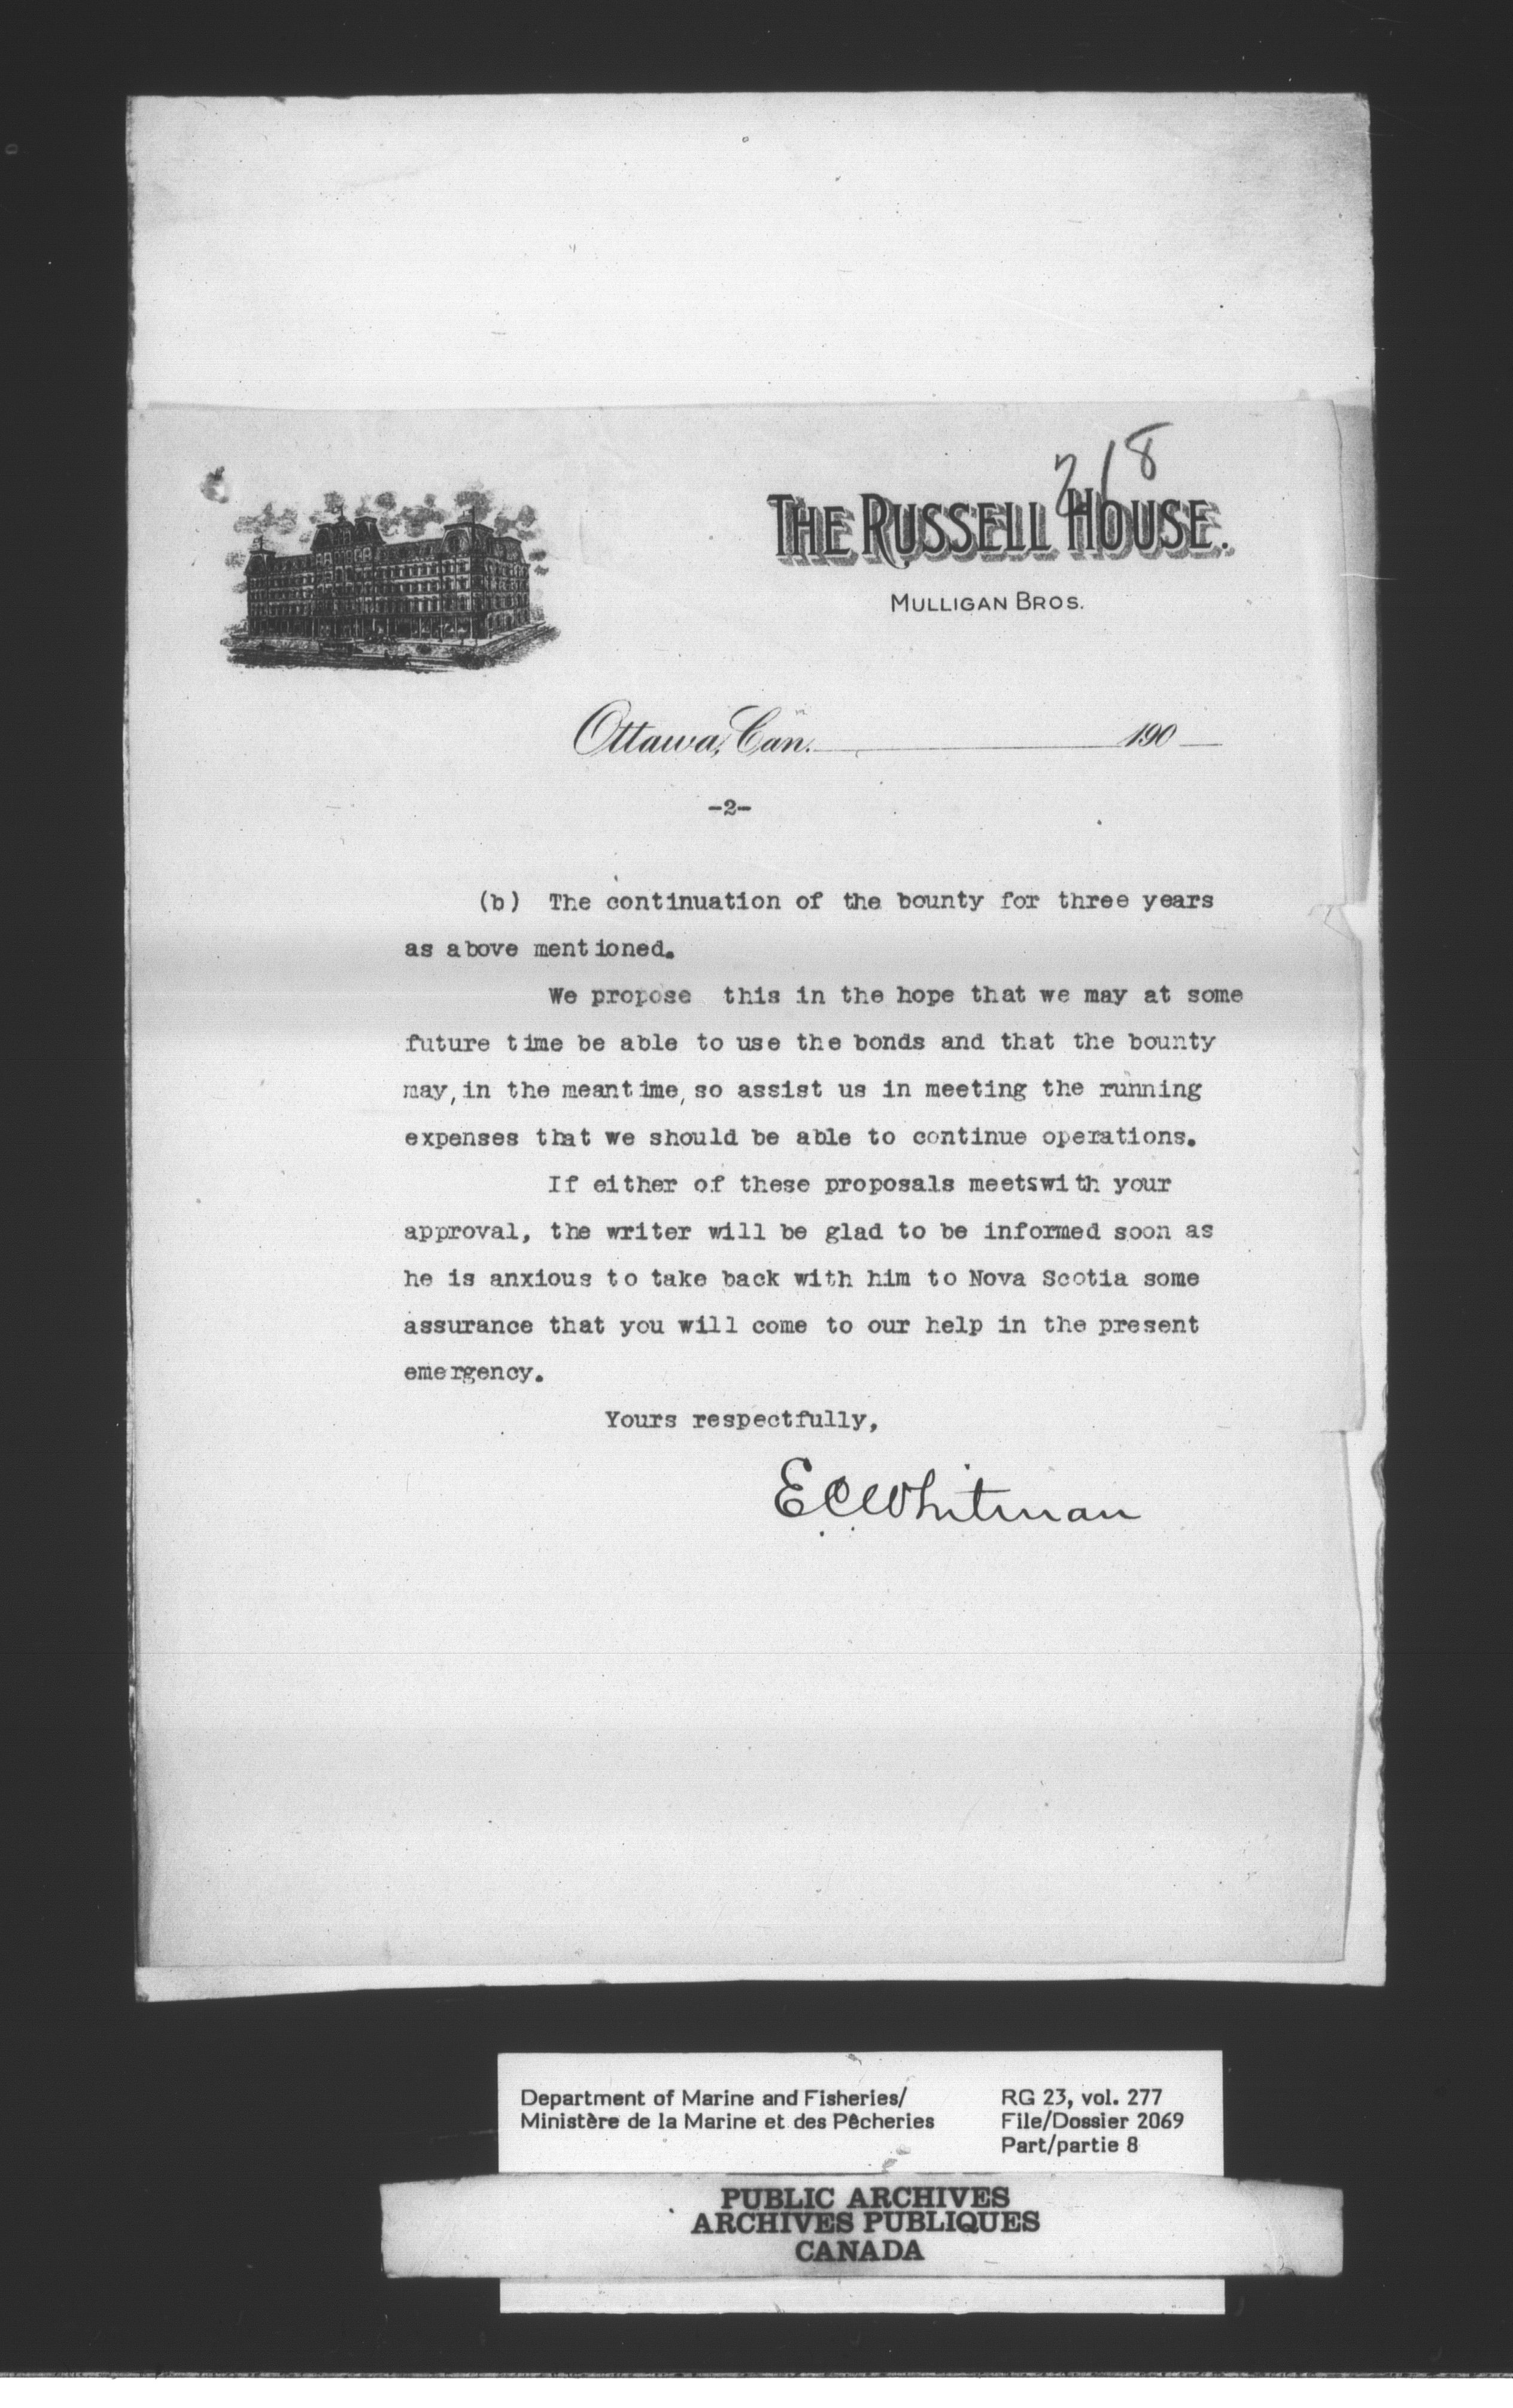 218
THE RUSSELL HOUSE.
MULLIGAN BROS.
Ottawa, Can. 190
-2-
(b) The continuation of the bounty for three years
as above mentioned.
We propose this in the hope that we may at some
future time be able to use the bonds and that the bounty
may, in the meantime, so assist us in meeting the running
expenses that we should be able to continue operations.
If either of these proposals meetswith your
approval, the writer will be glad to be informed soon as
he is anxious to take back with him to Nova Scotia some
assurance that you will come to our help in the present
emergency.
Yours respectfully,
E C Whitman
Department of Marine and Fisheries/ RG 23, vol. 277
Ministère de la Marine et des Pêcheries File/Dossier 2069
Part/partie 8
PUBLIC ARCHIVES
ARCHIVES PUBLIQUES
CANADA